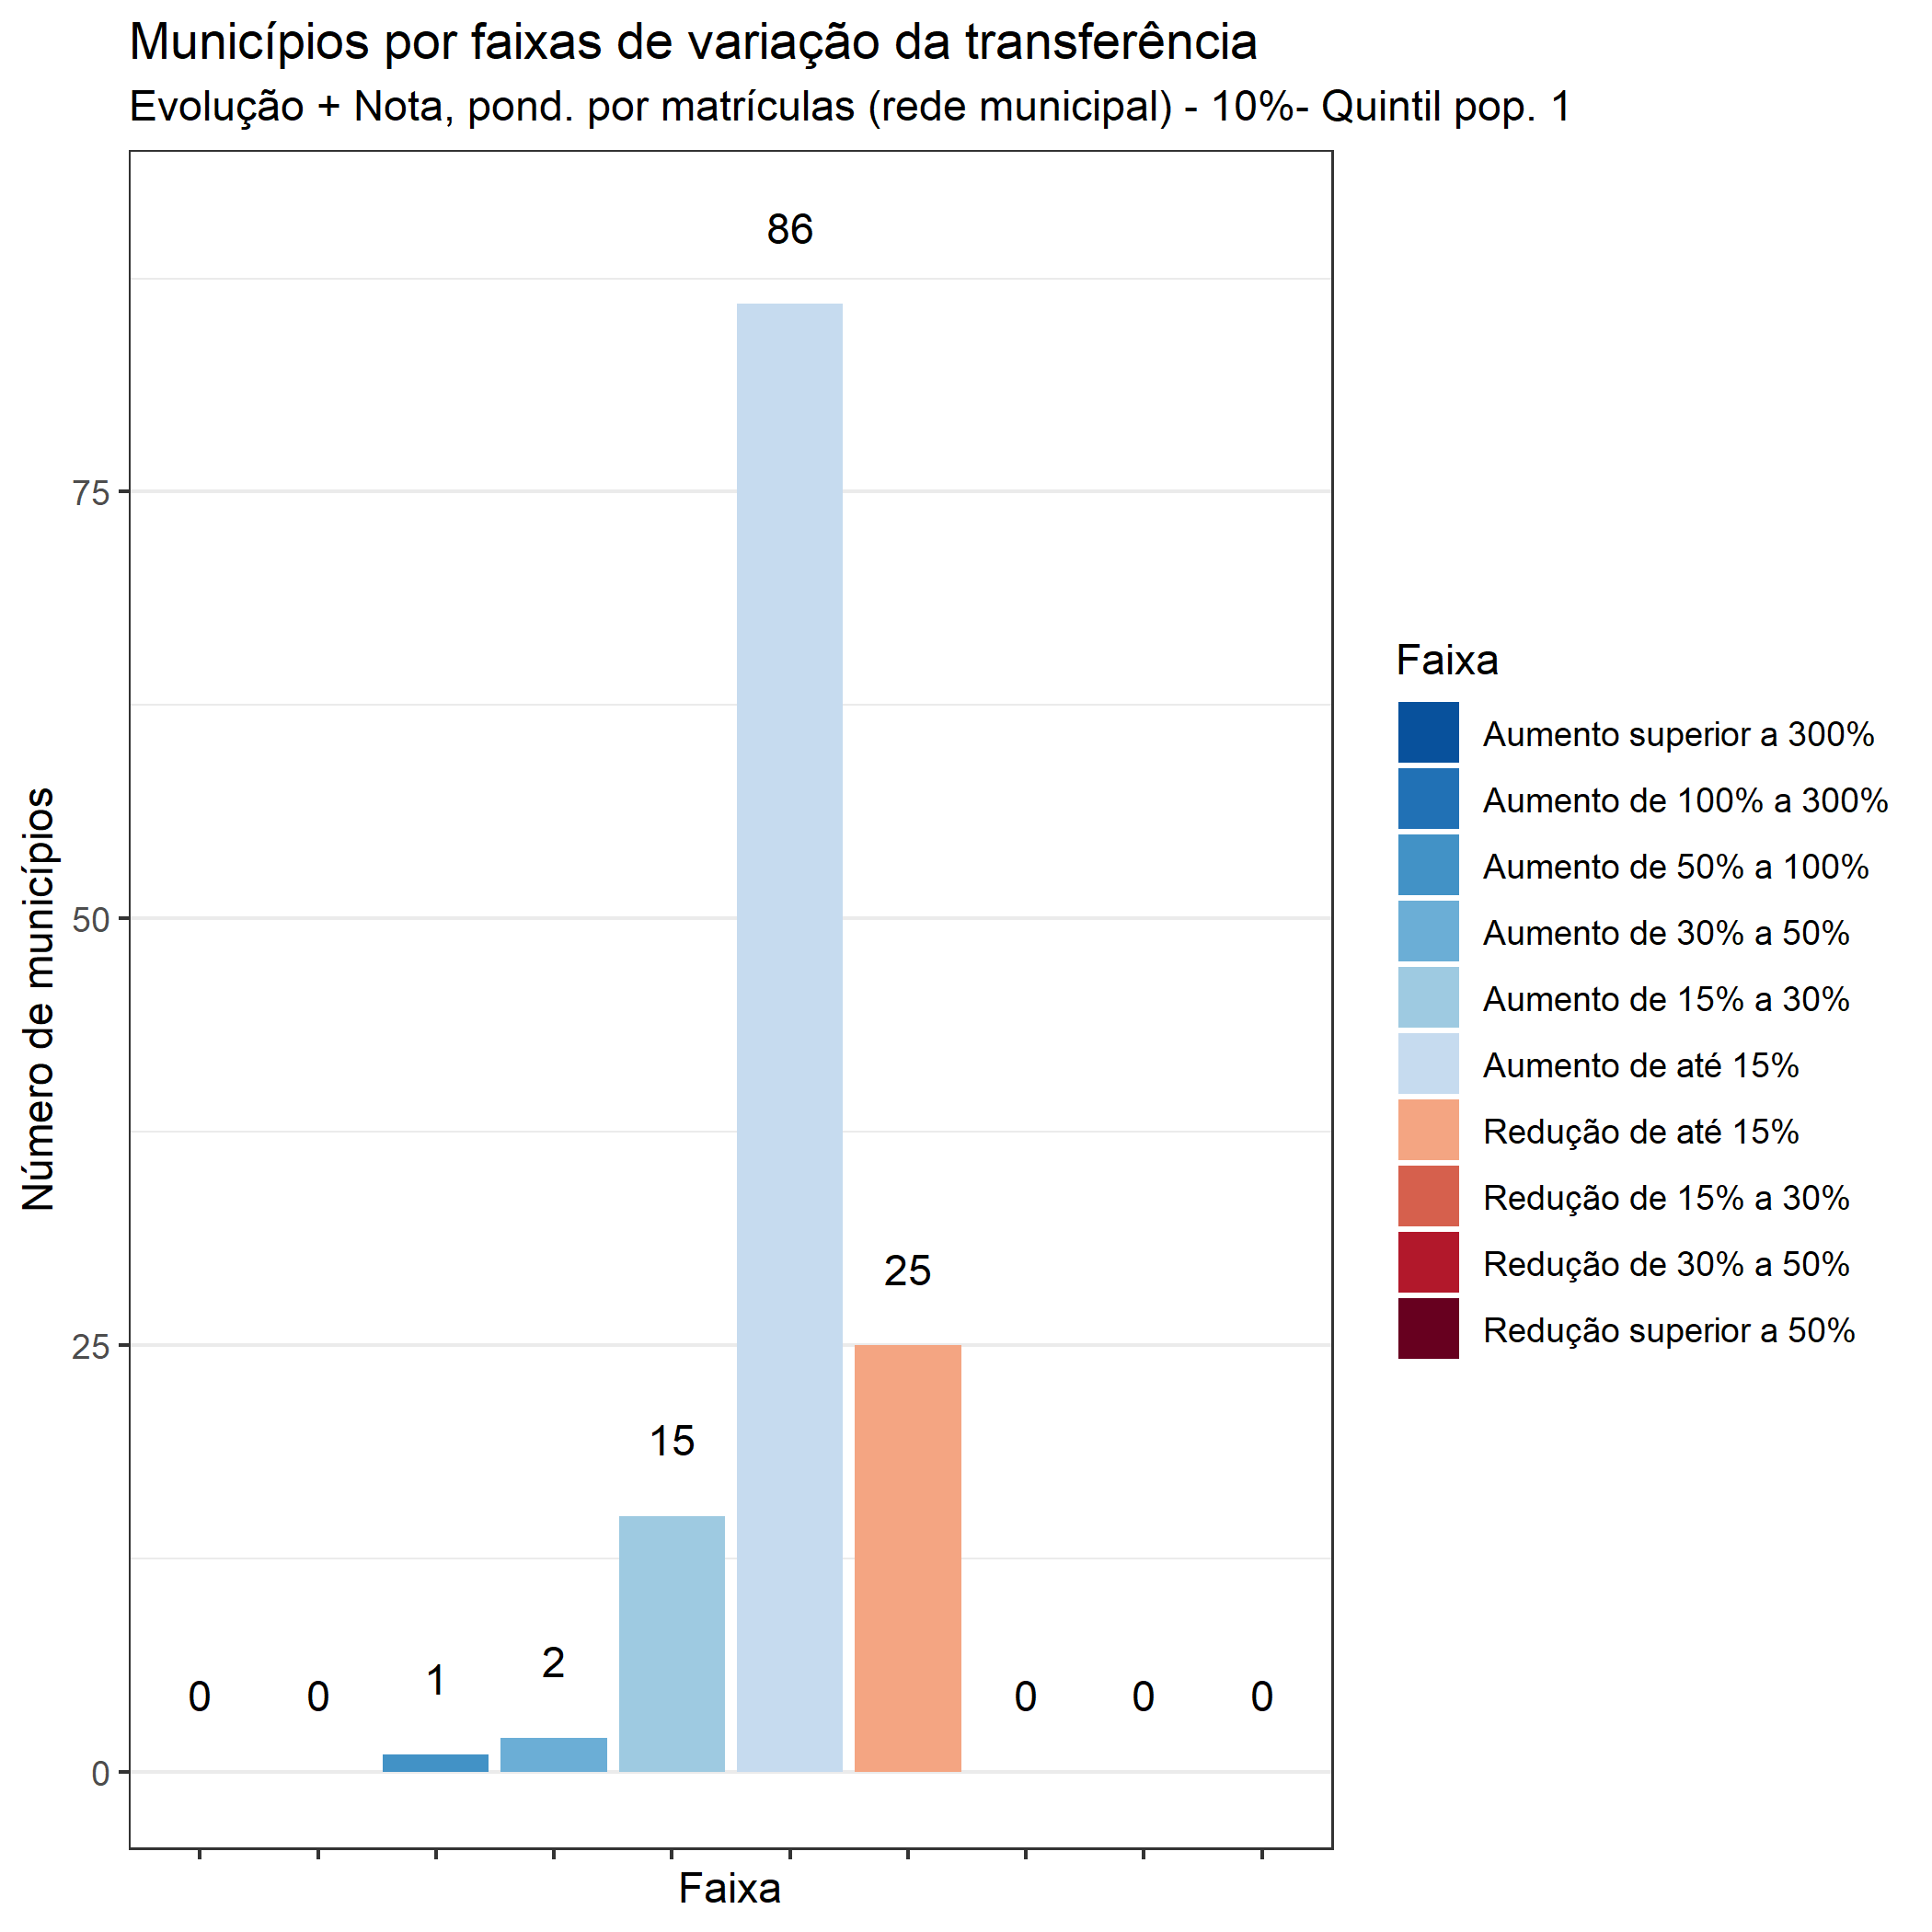 Municípios por faixas de variação da transferência
Evolução + Nota, pond. por matrículas (rede municipal) - 10%- Quintil pop. 1
86
75
50
25
0
Número de municípios
25
15
2
1
0
0
0
0
0
Faixa
Faixa
Aumento superior a 300%
Aumento de 100% a 300%
Aumento de 50% a 100%
Aumento de 30% a 50%
Aumento de 15% a 30%
Aumento de até 15%
Redução de até 15%
Redução de 15% a 30%
Redução de 30% a 50%
Redução superior a 50%